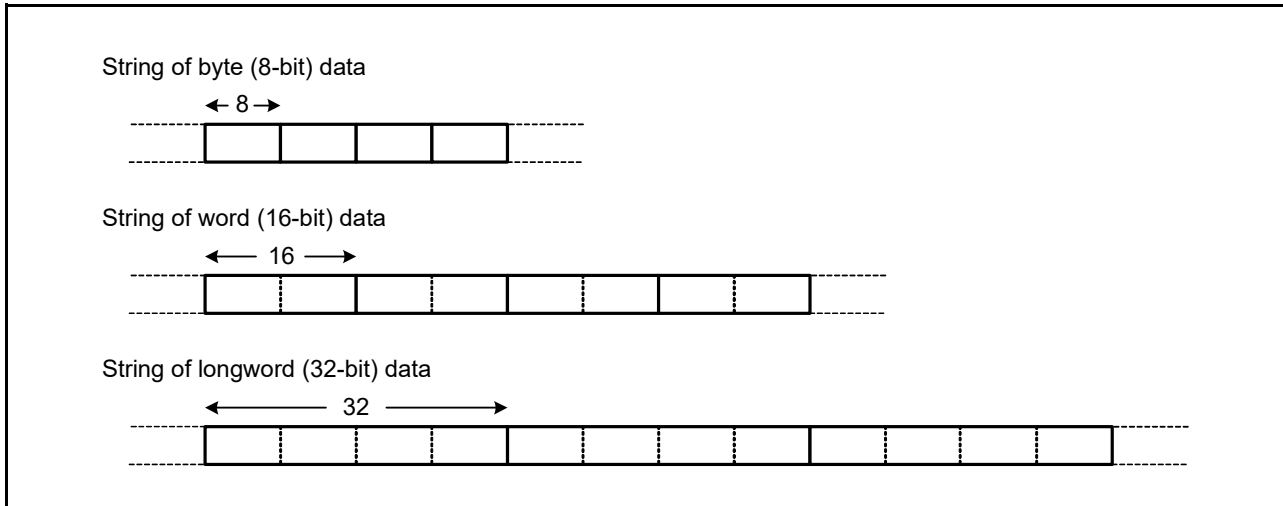 String of byte (8-bit) data
8
String of word (16-bit) data
16
String of longword (32-bit) data
32